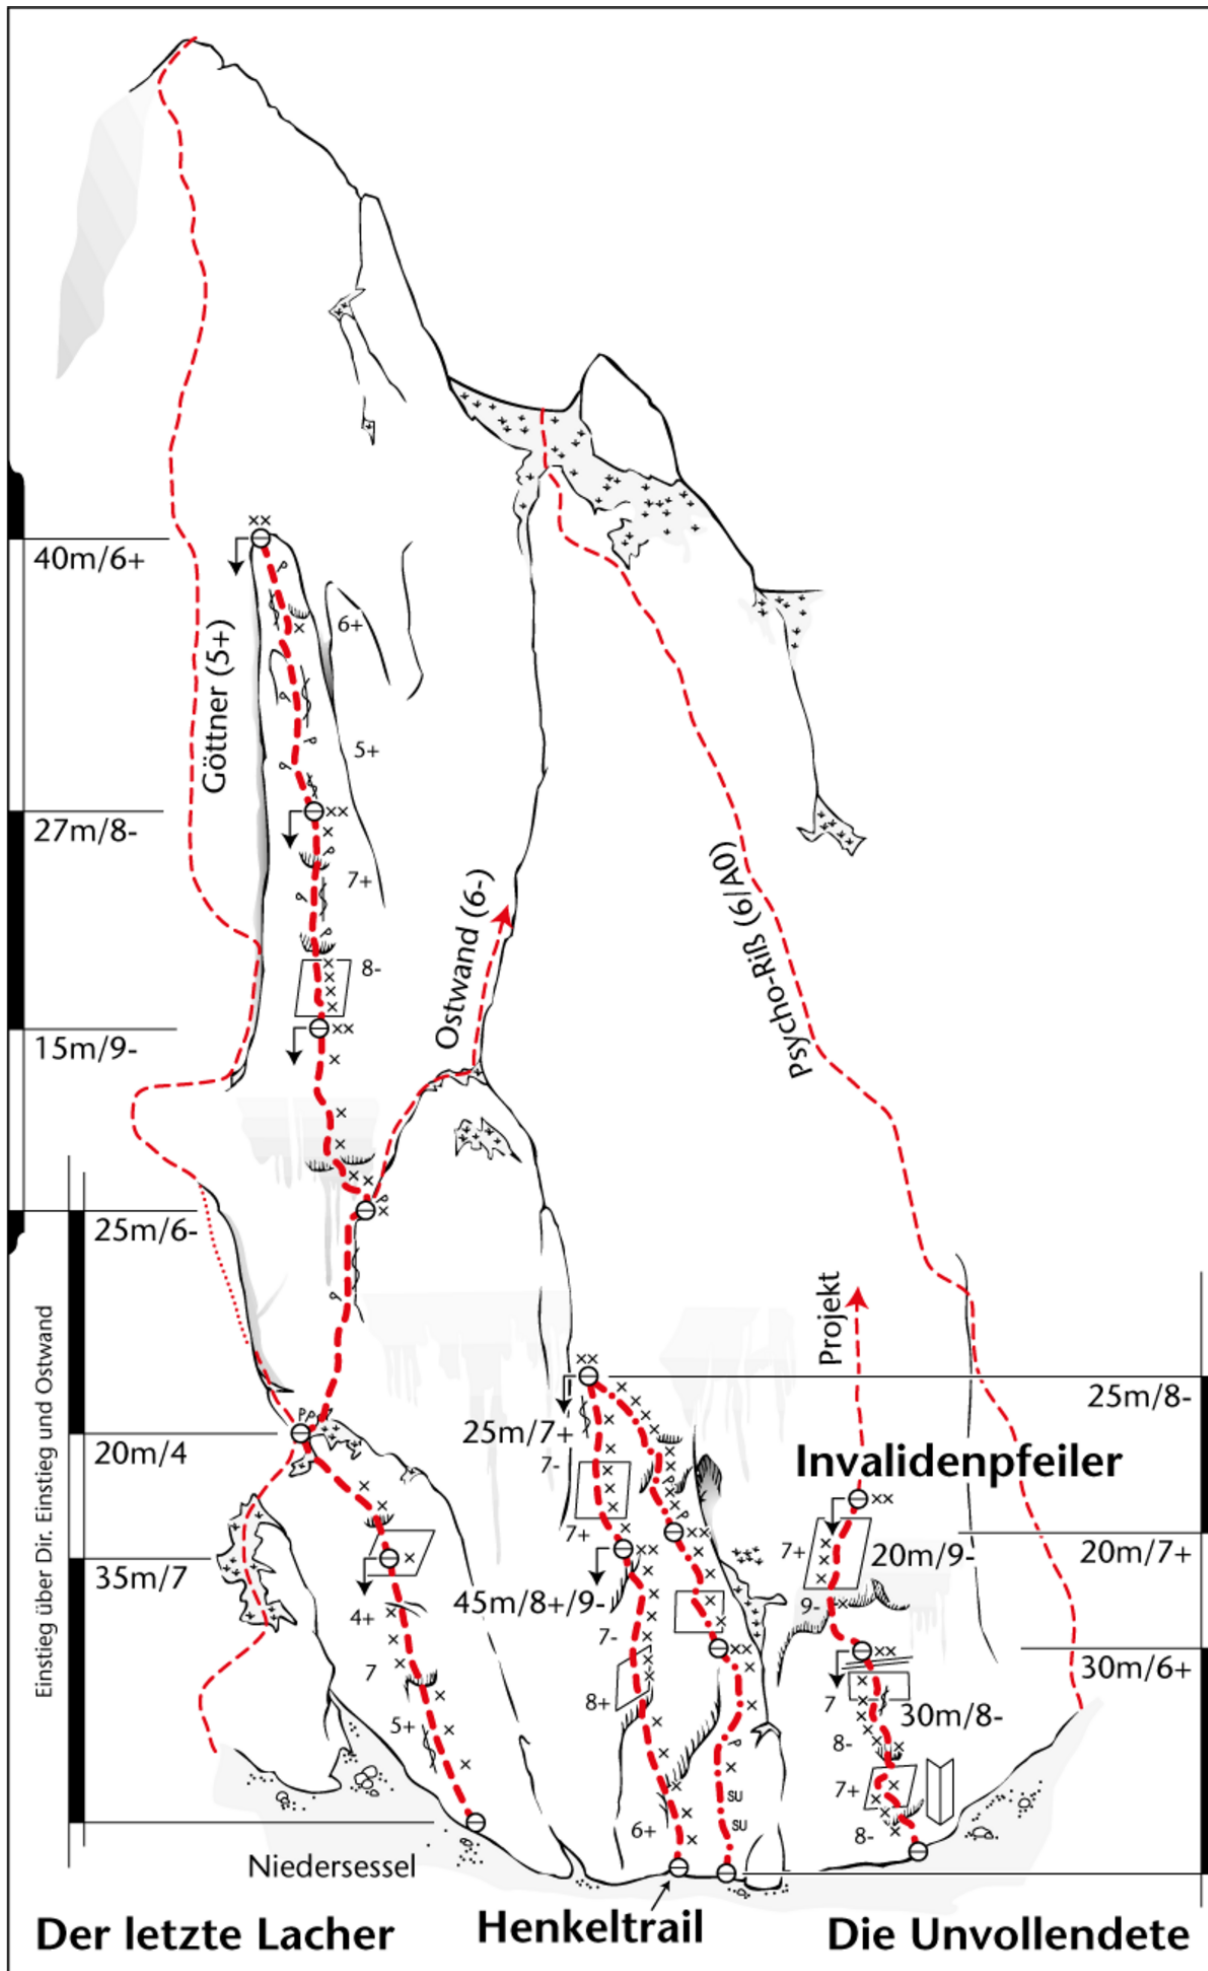 40m/6+
6+
Göttner (5+)
5+
27m/8-
7+
Ostwand (6-)
Psycho-Riß (6/A0)
8-
15m/9-
25m/6-
Einstieg über Dir. Einstieg und Ostwand
Projekt
25m/8-
20m/4
25m/7+
7-
Invalidenpfeiler
7+
7+
20m/9-
20m/7+
35m/7
45m/8+/9-
9-
4+
7-
30m/6+
7
8+
7
30m/8-
5+
8-
7+
SU
SU
6+
8-
Niedersessel
Der letzte Lacher
Henkeltrail
Die Unvollendete